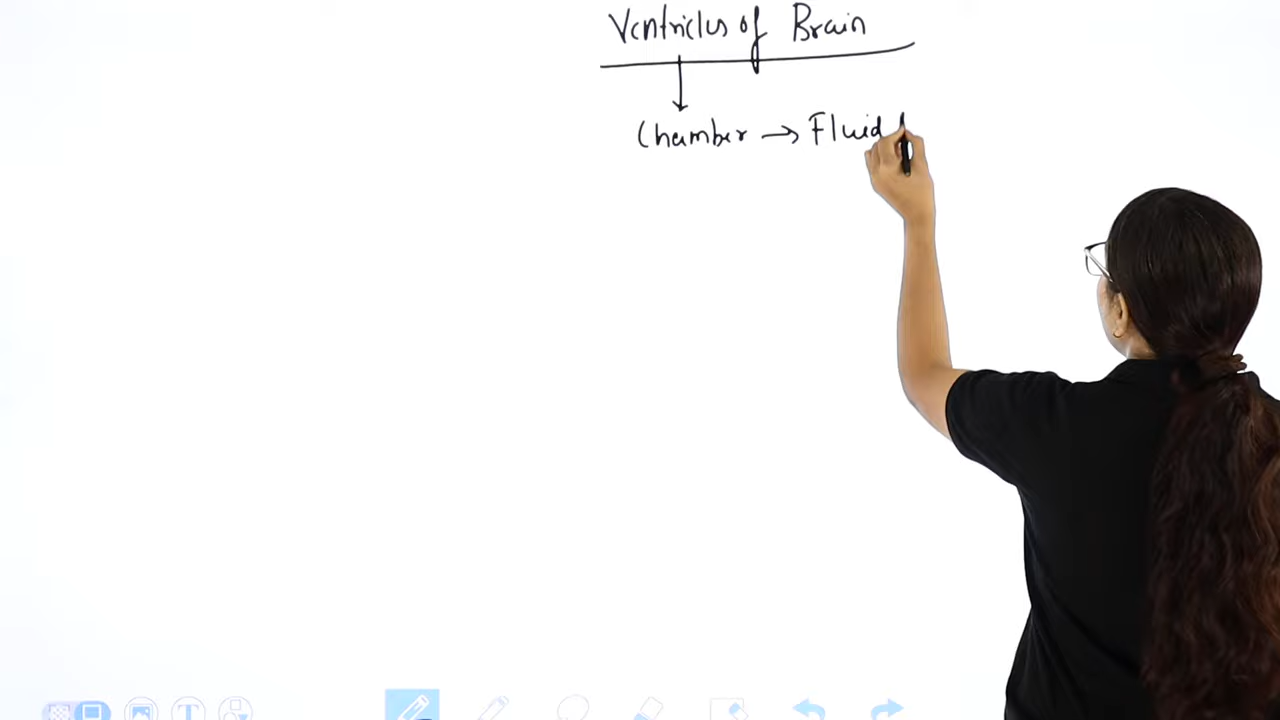 Ventricles of Brain
Chamber → Fluid